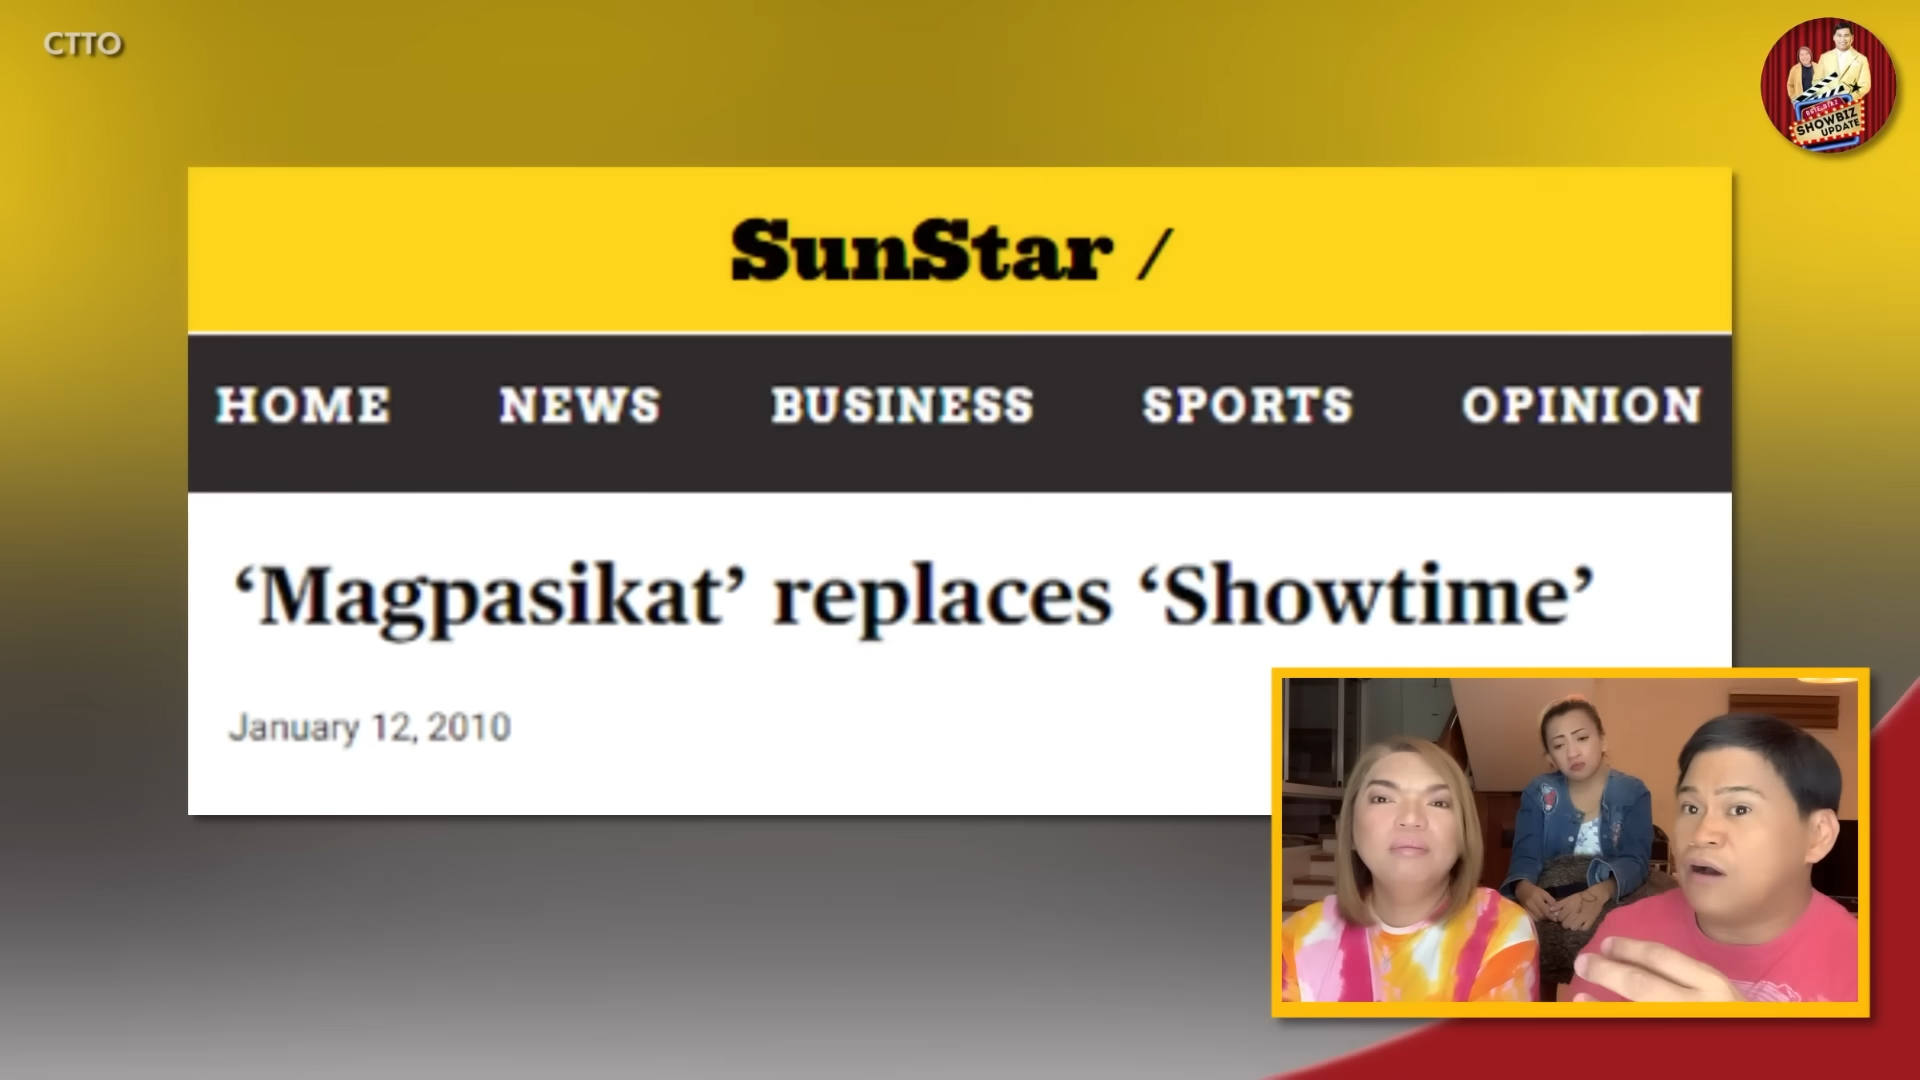 CTTO
SHOWBIZ
UPDATE
SunStar /
HOME NEWS BUSINESS SPORTS OPINION
‘Magpasikat’ replaces ‘Showtime’
January 12, 2010